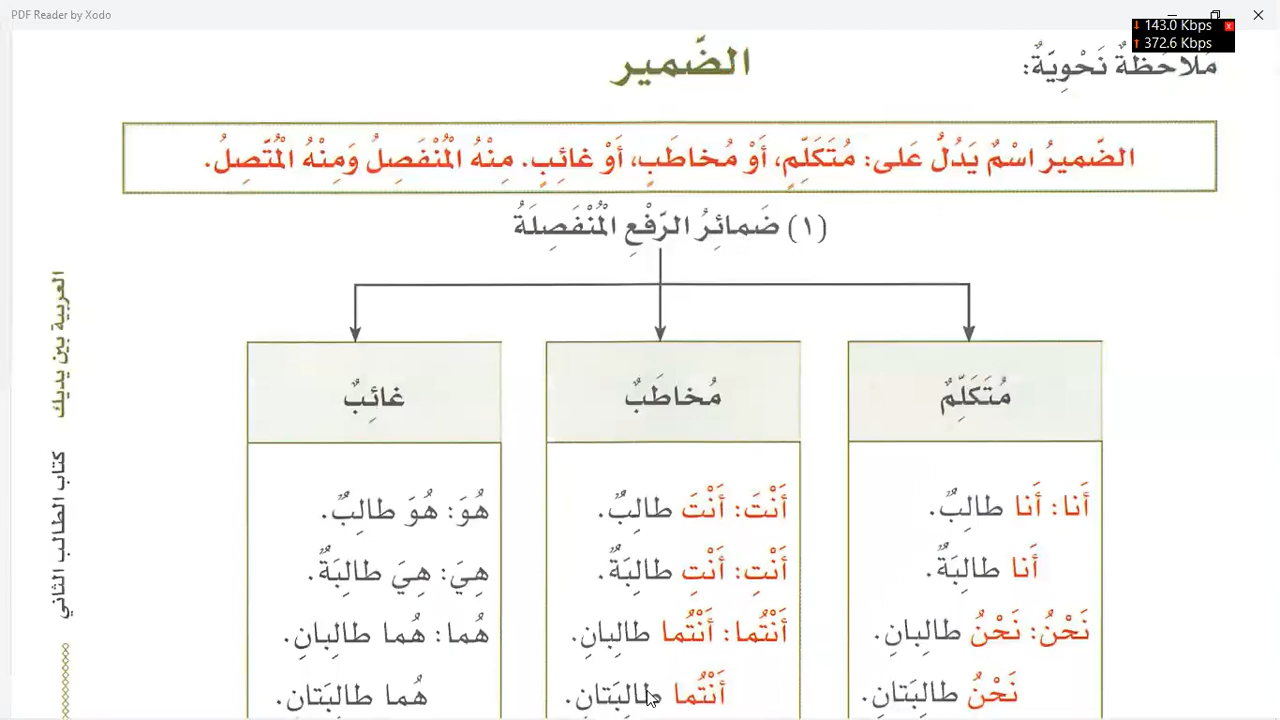 PDF Reader by Xodo
↓ 143.0 Kbps x
↑ 372.6 Kbps
مُلاحَظَةٌ نَحْوِيَّةٌ:
الضَّمير
الضَّميرُ اسْمٌ يَدُلُّ عَلى: مُتَكَلِّمٍ، أَوْ مُخاطَبٍ، أَوْ غائِبٍ. مِنْهُ الْمُنْفَصِلُ وَمِنْهُ الْمُتَّصِلُ.
(١) ضَمائِرُ الرَّفْعِ الْمُنْفَصِلَةُ
مُتَكَلِّمٌ
أَنا: أَنا طالِبٌ.
أَنا طالِبَةٌ.
نَحْنُ: نَحْنُ طالِبانِ.
نَحْنُ طالِبَتانِ.
مُخاطَبٌ
أَنْتَ: أَنْتَ طالِبٌ.
أَنْتِ: أَنْتِ طالِبَةٌ.
أَنْتُما: أَنْتُما طالِبانِ.
أَنْتُما طالِبَتانِ.
غائِبٌ
هُوَ: هُوَ طالِبٌ.
هِيَ: هِيَ طالِبَةٌ.
هُما: هُما طالِبانِ.
هُما طالِبَتانِ.
العربية بين يديك كتاب الطالب الثاني